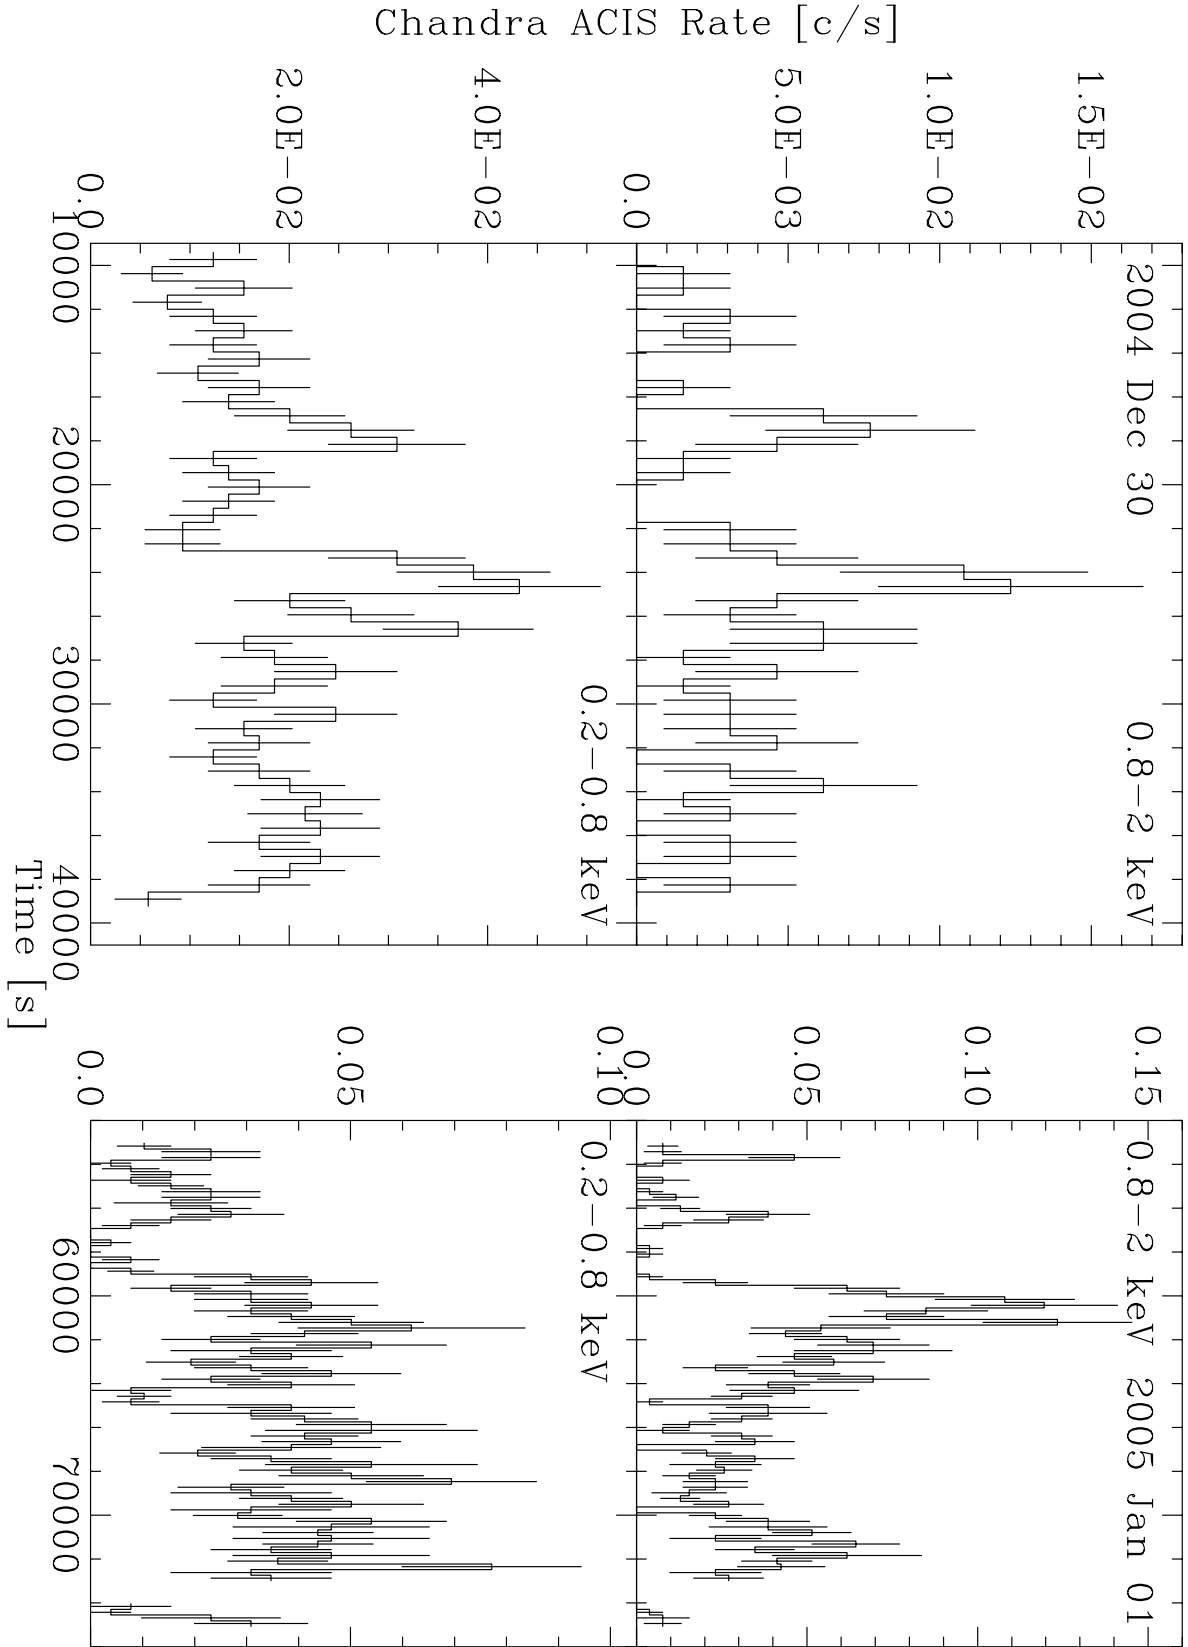 Chandra ACIS Rate [c/s]
2004 Dec 30 0.8−2 keV
1.5E−02
1.0E−02
5.0E−03
0.0
0.2−0.8 keV
4.0E−02
2.0E−02
0.0
10000 20000 30000 40000
0.8−2 keV 2005 Jan 01
0.15
0.10
0.05
0.0
0.2−0.8 keV
0.10
0.05
0.0
60000 70000
Time [s]